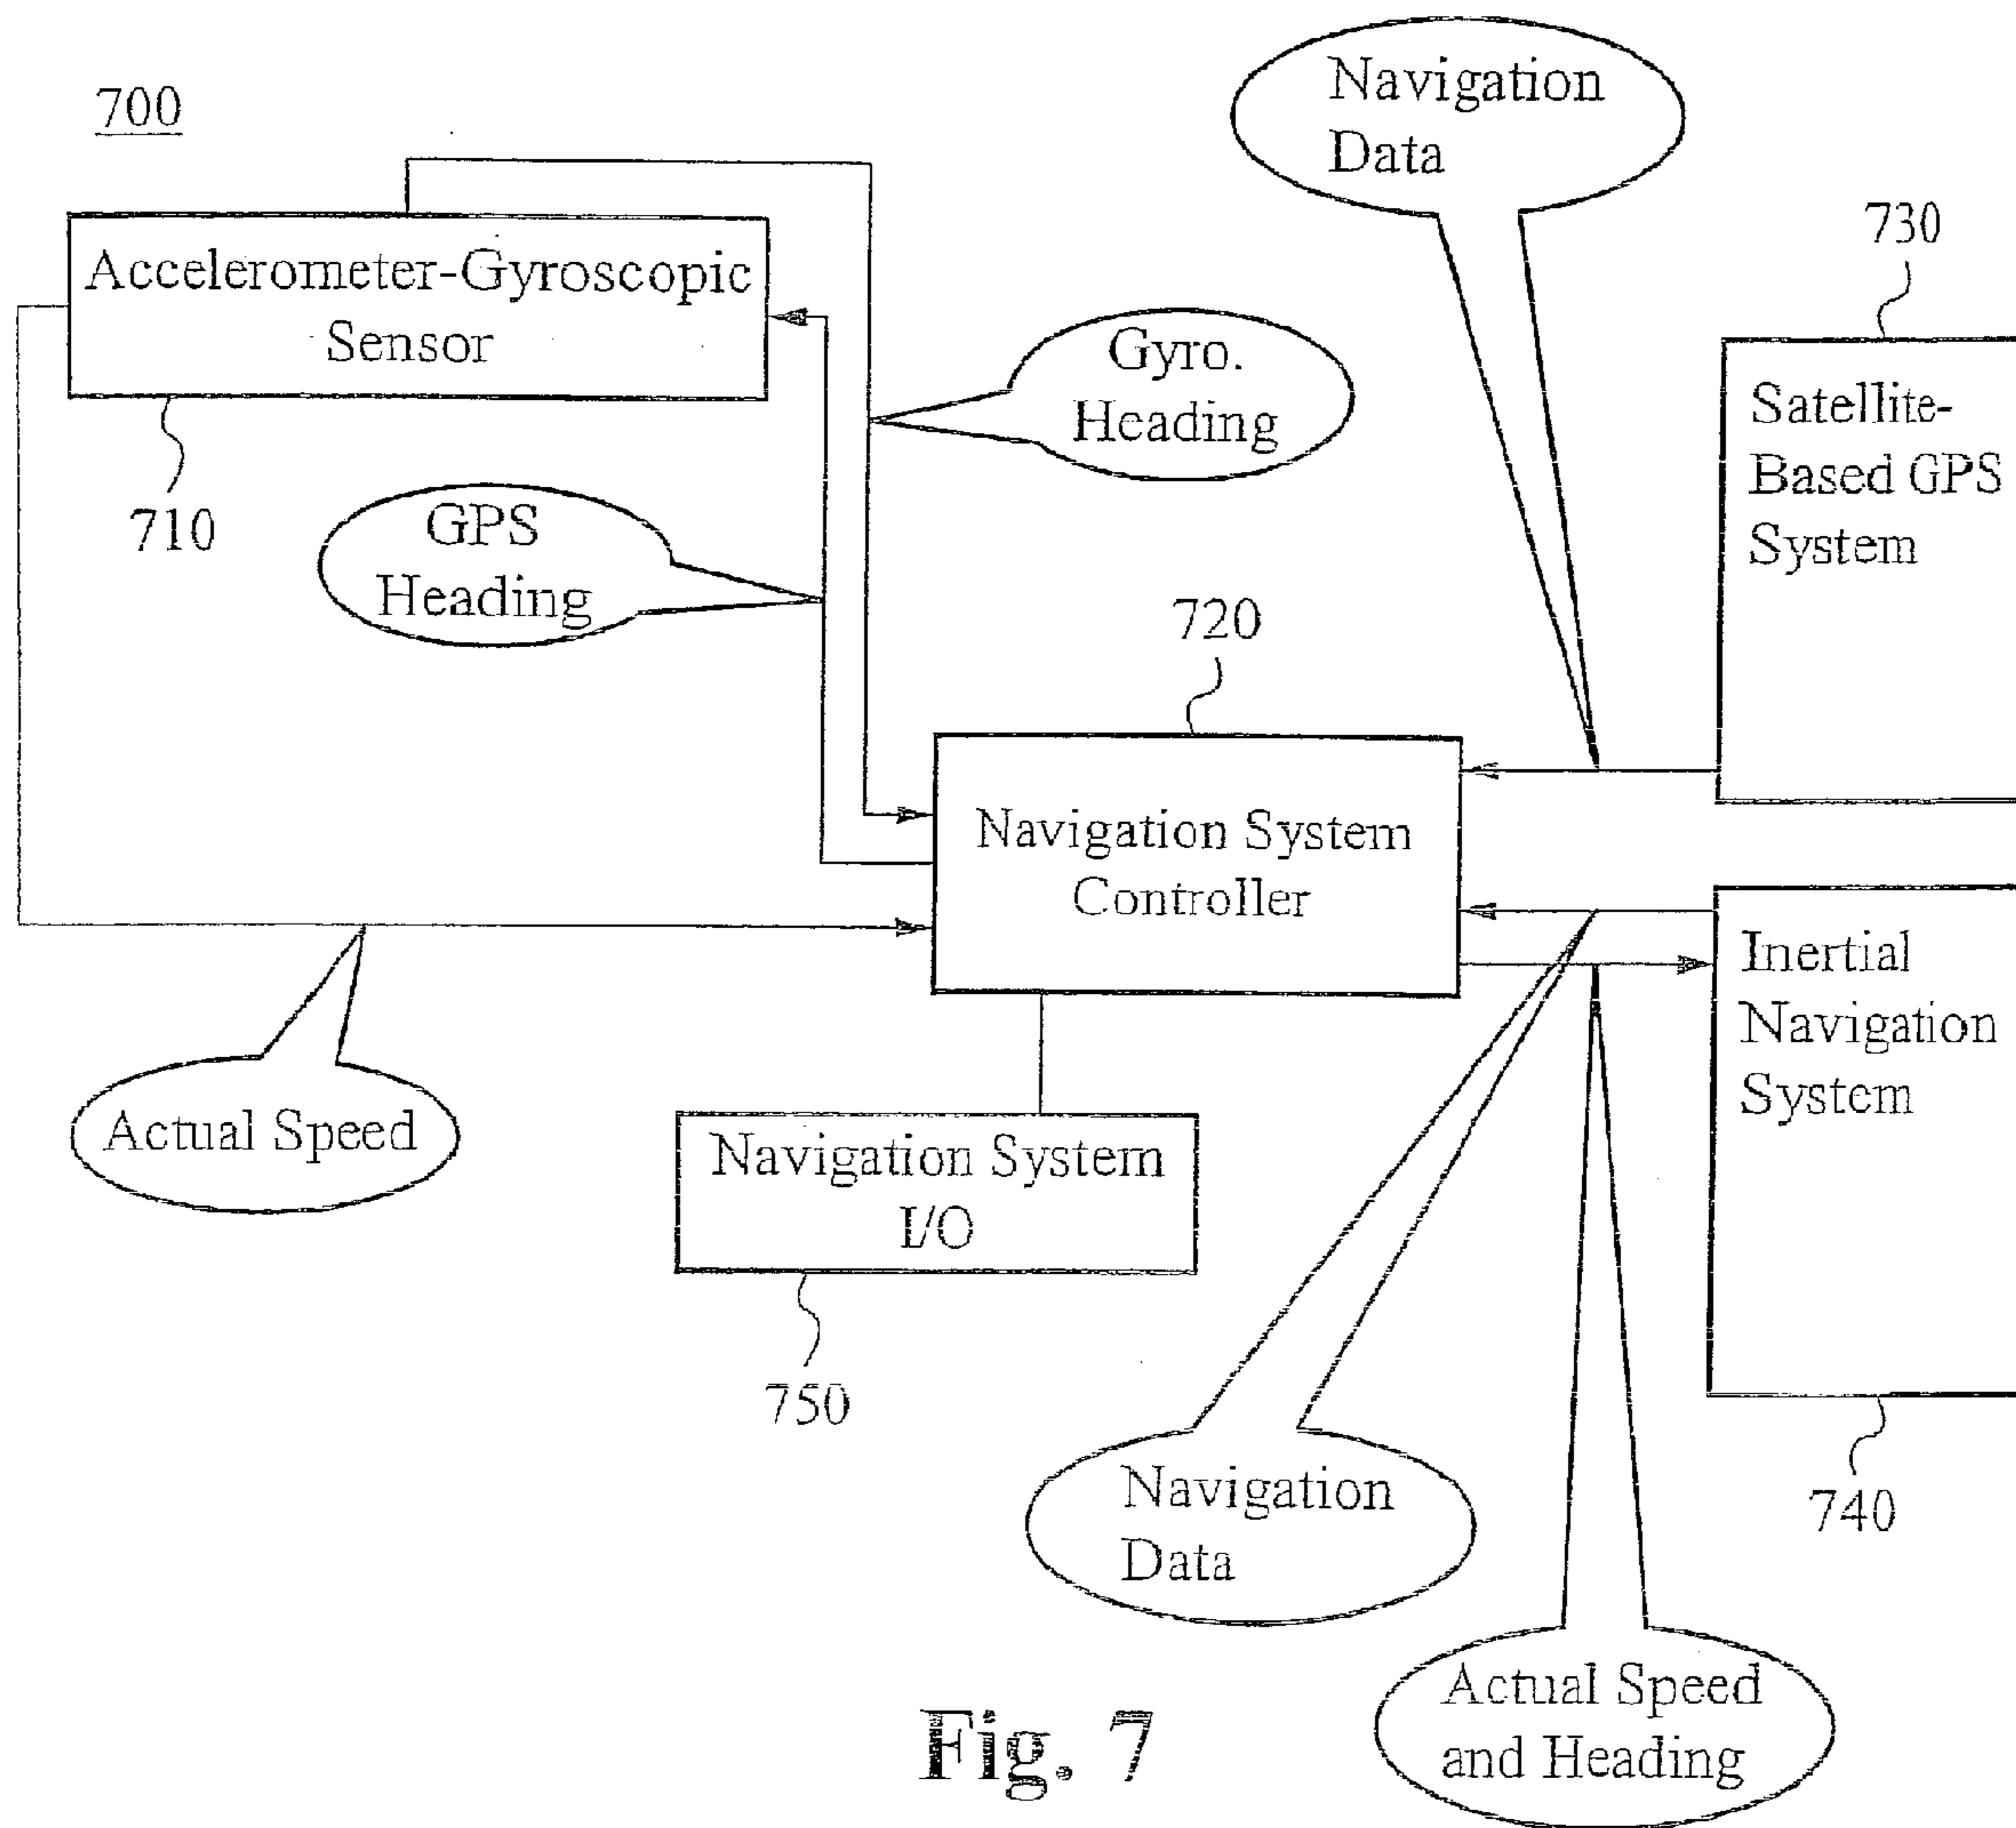 700
Navigation
Data
730
Accelerometer-Gyroscopic
Sensor
Gyro.
Heading
Satellite-
Based GPS
System
710
GPS
Heading
720
Navigation System
Controller
Inertial
Navigation
System
Actual Speed
Navigation System
I/O
750
Navigation
Data
740
Actual Speed
and Heading
Fig. 7